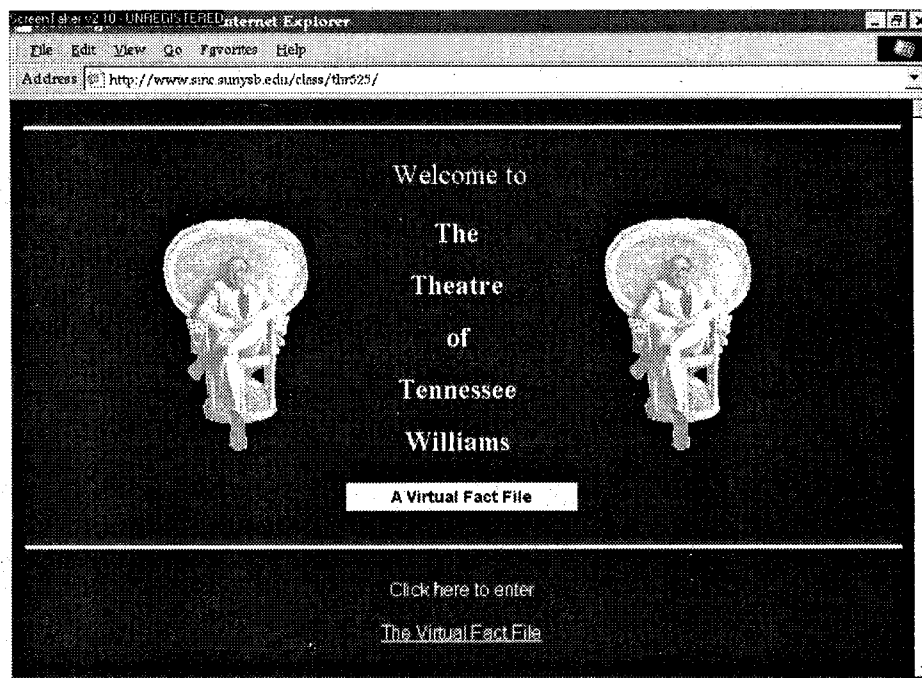 ScreenTaker v2.10 - UNREGISTERED nternet Explorer
File Edit View Go Favorites Help
Address http://www.sinc.sunysb.edu/class/thr525/
Welcome to
The
Theatre
of
Tennessee
Williams
A Virtual Fact File
Click here to enter
The Virtual Fact File